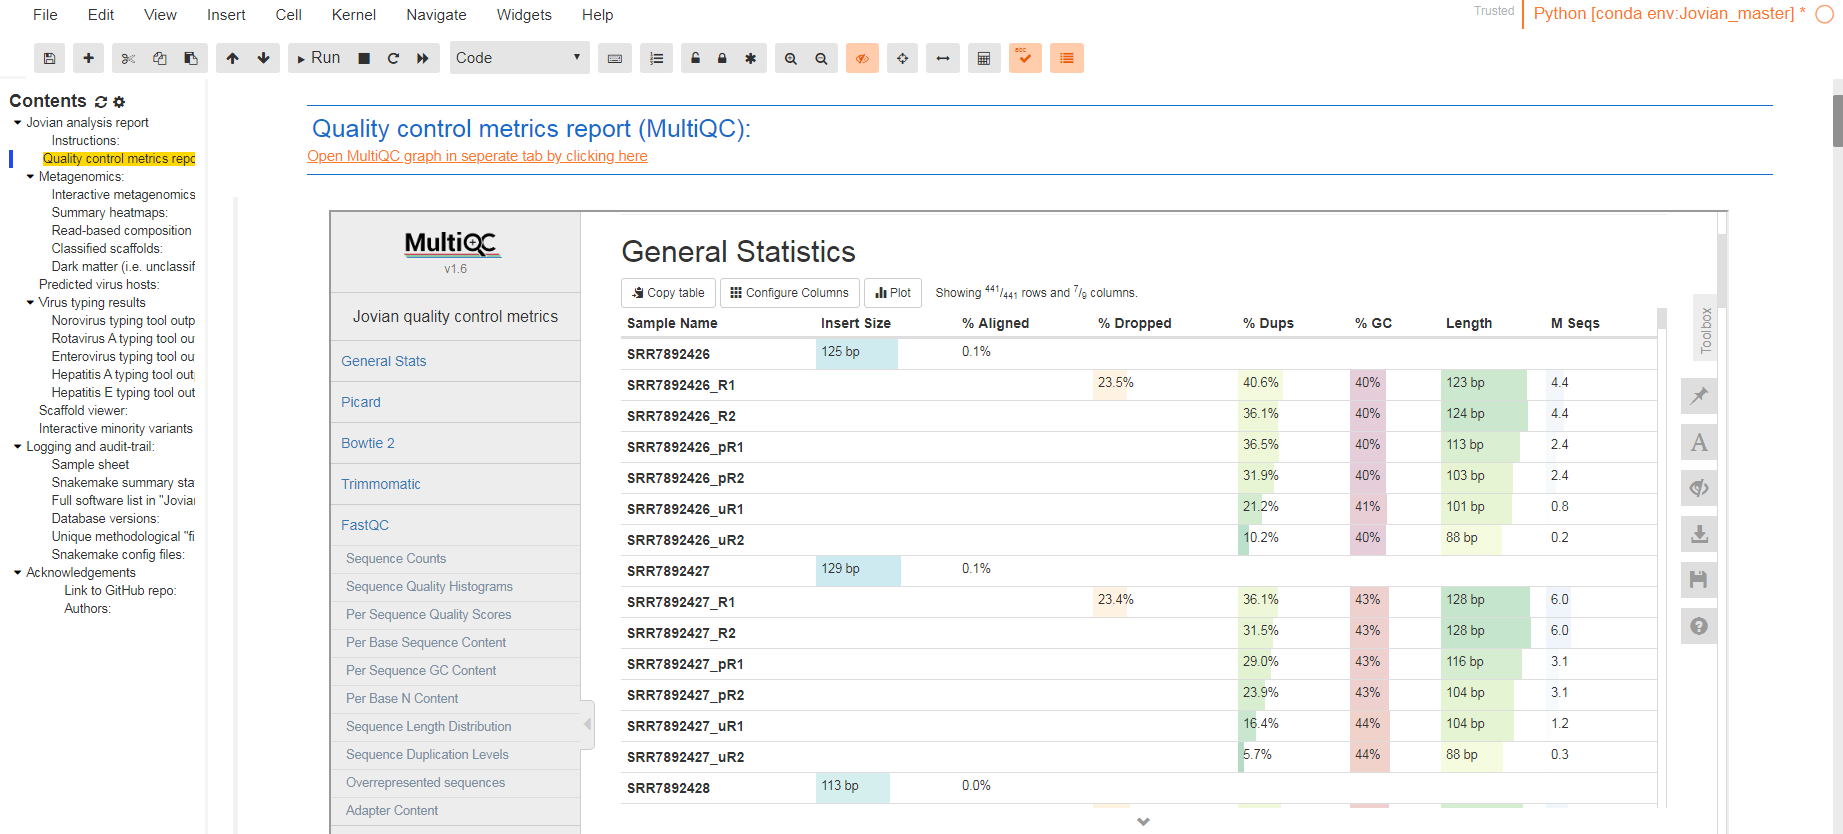 File Edit View Insert Cell Kernel Navigate Widgets Help
Trusted Python [conda env:Jovian_master] *
Run Code
Contents
Jovian analysis report
Instructions:
Quality control metrics repo
Metagenomics:
Interactive metagenomics
Summary heatmaps:
Read-based composition
Classified scaffolds:
Dark matter (i.e. unclassif
Predicted virus hosts:
Virus typing results
Norovirus typing tool outp
Rotavirus A typing tool ou
Enterovirus typing tool ou
Hepatitis A typing tool out
Hepatitis E typing tool out
Scaffold viewer:
Interactive minority variants
Logging and audit-trail:
Sample sheet
Snakemake summary sta
Full software list in "Jovia
Database versions:
Unique methodological "fi
Snakemake config files:
Acknowledgements
Link to GitHub repo:
Authors:
Quality control metrics report (MultiQC):
Open MultiQC graph in seperate tab by clicking here
MultiQC
v1.6
Jovian quality control metrics
General Stats
Picard
Bowtie 2
Trimmomatic
FastQC
Sequence Counts
Sequence Quality Histograms
Per Sequence Quality Scores
Per Base Sequence Content
Per Sequence GC Content
Per Base N Content
Sequence Length Distribution
Sequence Duplication Levels
Overrepresented sequences
Adapter Content
General Statistics
Copy table Configure Columns Plot Showing 441/441 rows and 7/9 columns.
Sample Name Insert Size % Aligned % Dropped % Dups % GC Length M Seqs
SRR7892426 125 bp 0.1%
SRR7892426_R1 23.5% 40.6% 40% 123 bp 4.4
SRR7892426_R2 36.1% 40% 124 bp 4.4
SRR7892426_pR1 36.5% 40% 113 bp 2.4
SRR7892426_pR2 31.9% 40% 103 bp 2.4
SRR7892426_uR1 21.2% 41% 101 bp 0.8
SRR7892426_uR2 10.2% 40% 88 bp 0.2
SRR7892427 129 bp 0.1%
SRR7892427_R1 23.4% 36.1% 43% 128 bp 6.0
SRR7892427_R2 31.5% 43% 128 bp 6.0
SRR7892427_pR1 29.0% 43% 116 bp 3.1
SRR7892427_pR2 23.9% 43% 104 bp 3.1
SRR7892427_uR1 16.4% 44% 104 bp 1.2
SRR7892427_uR2 5.7% 44% 88 bp 0.3
SRR7892428 113 bp 0.0%
Toolbox
A